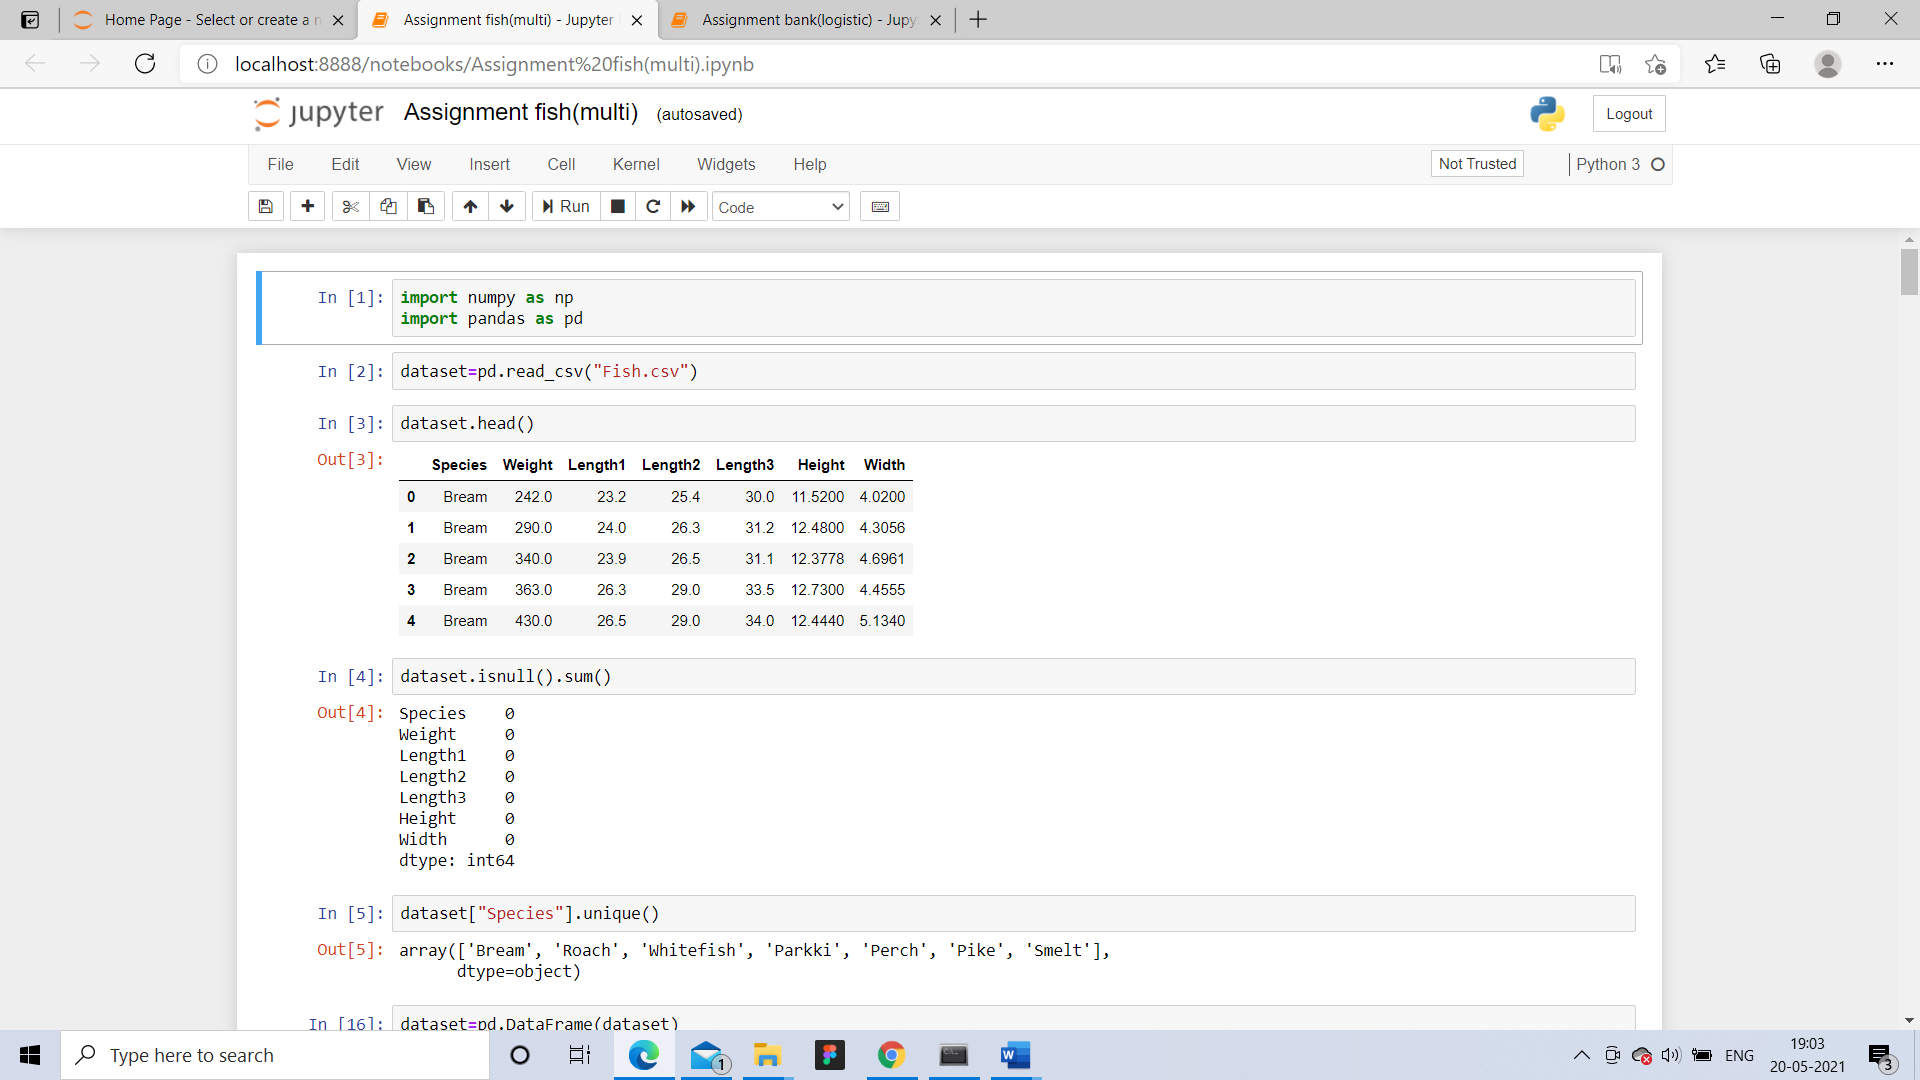 Home Page - Select or create a n
Assignment fish(multi) - Jupyter
Assignment bank(logistic) - Jupy
localhost:8888/notebooks/Assignment%20fish(multi).ipynb
jupyter Assignment fish(multi) (autosaved)
Logout
File Edit View Insert Cell Kernel Widgets Help
Not Trusted
Python 3
Run
Code
In [1]: import numpy as np
import pandas as pd
In [2]: dataset=pd.read_csv("Fish.csv")
In [3]: dataset.head()
Out[3]:
Species Weight Length1 Length2 Length3 Height Width
0 Bream 242.0 23.2 25.4 30.0 11.5200 4.0200
1 Bream 290.0 24.0 26.3 31.2 12.4800 4.3056
2 Bream 340.0 23.9 26.5 31.1 12.3778 4.6961
3 Bream 363.0 26.3 29.0 33.5 12.7300 4.4555
4 Bream 430.0 26.5 29.0 34.0 12.4440 5.1340
In [4]: dataset.isnull().sum()
Out[4]: Species 0
Weight 0
Length1 0
Length2 0
Length3 0
Height 0
Width 0
dtype: int64
In [5]: dataset["Species"].unique()
Out[5]: array(['Bream', 'Roach', 'Whitefish', 'Parkki', 'Perch', 'Pike', 'Smelt'],
dtype=object)
In [16]: dataset=pd.DataFrame(dataset)
Type here to search
1
ENG
19:03
20-05-2021
3